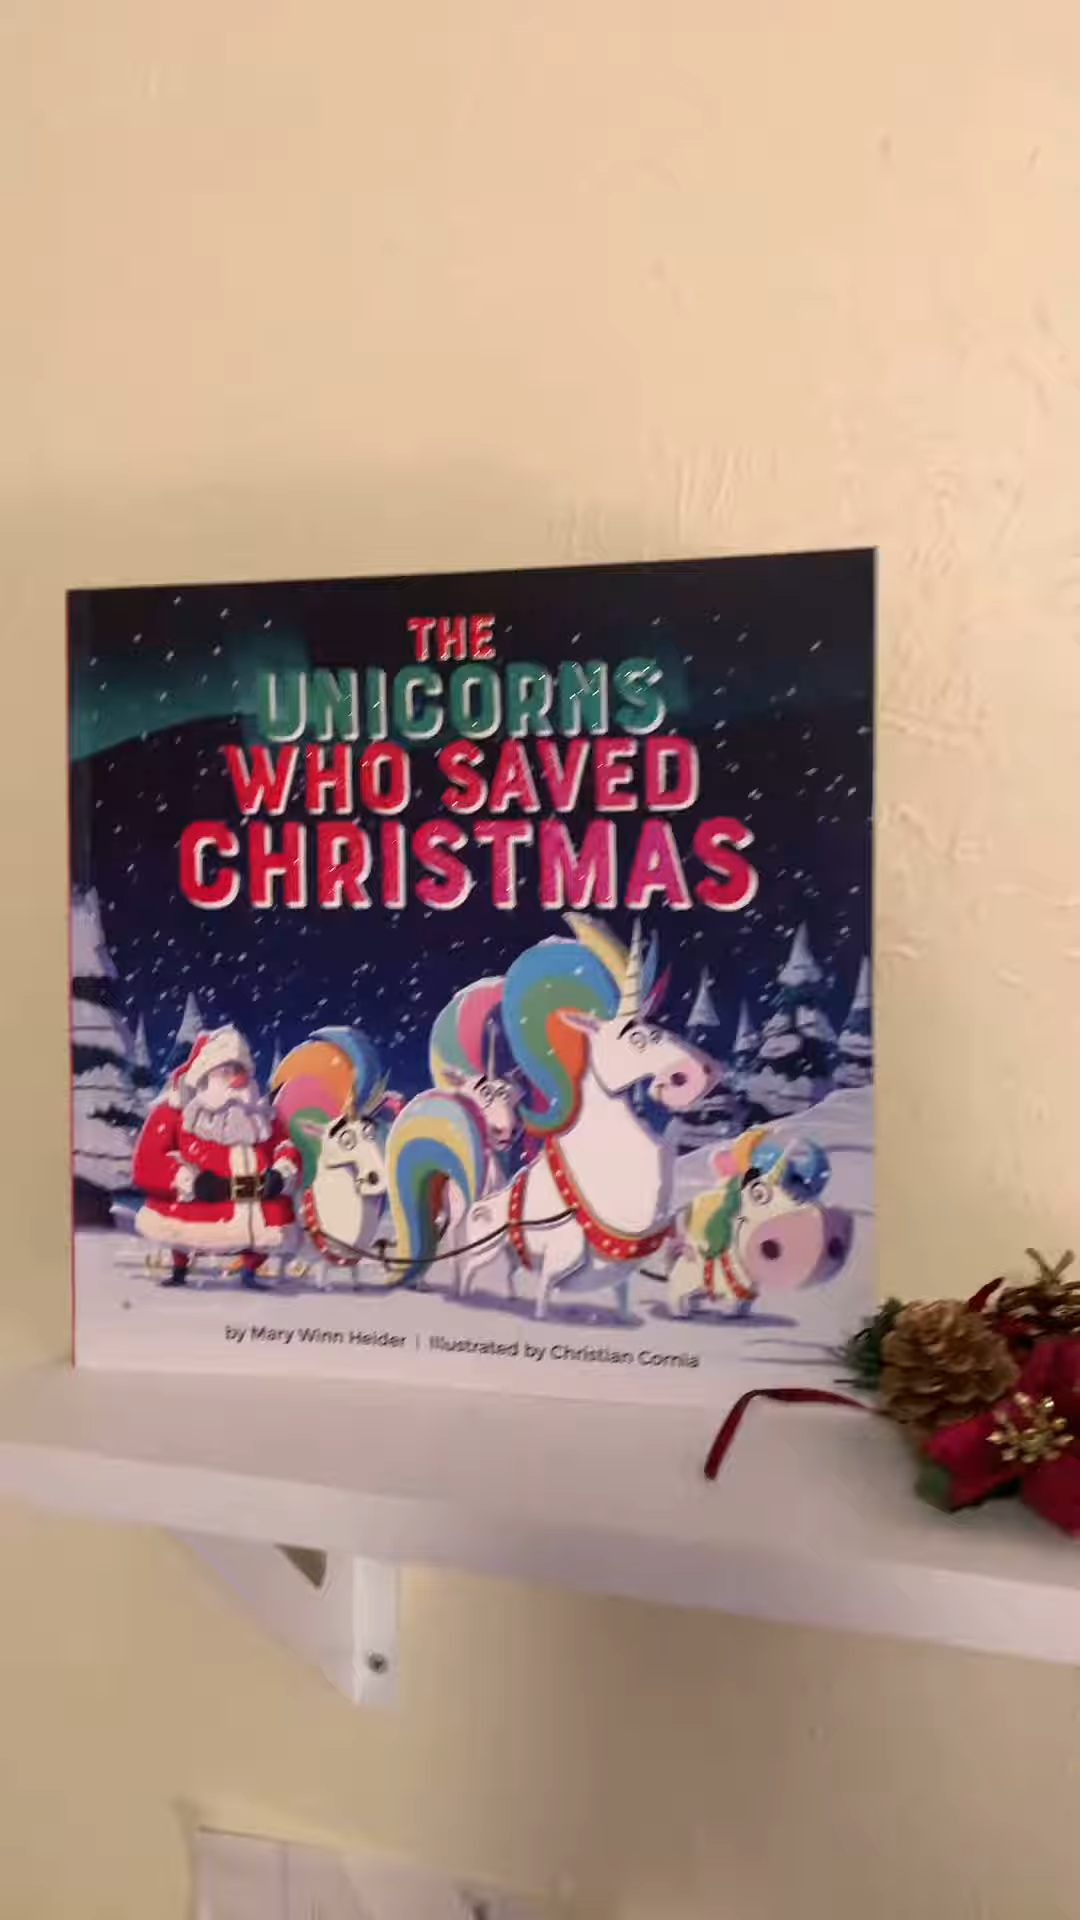 THE
UNICORNS
WHO SAVED
CHRISTMAS
by Mary Winn Heider | Illustrated by Christian Cornia